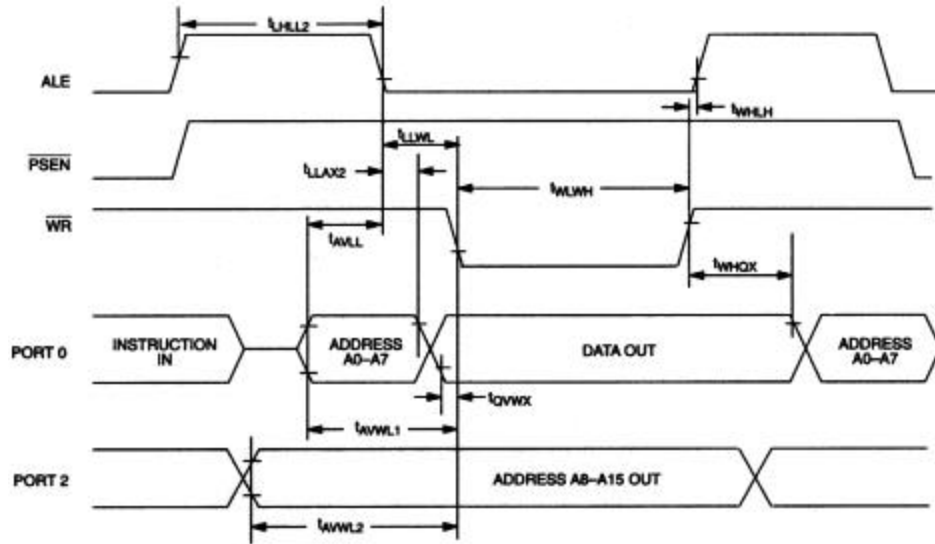 tLHLL2
ALE
tWHLH
tLLWL
PSEN
tLLAX2
tWLWH
WR
tAVLL
tWHQX
PORT 0
INSTRUCTION
IN
ADDRESS
A0–A7
DATA OUT
ADDRESS
A0–A7
tQVWX
tAVWL1
PORT 2
ADDRESS A8–A15 OUT
tAVWL2